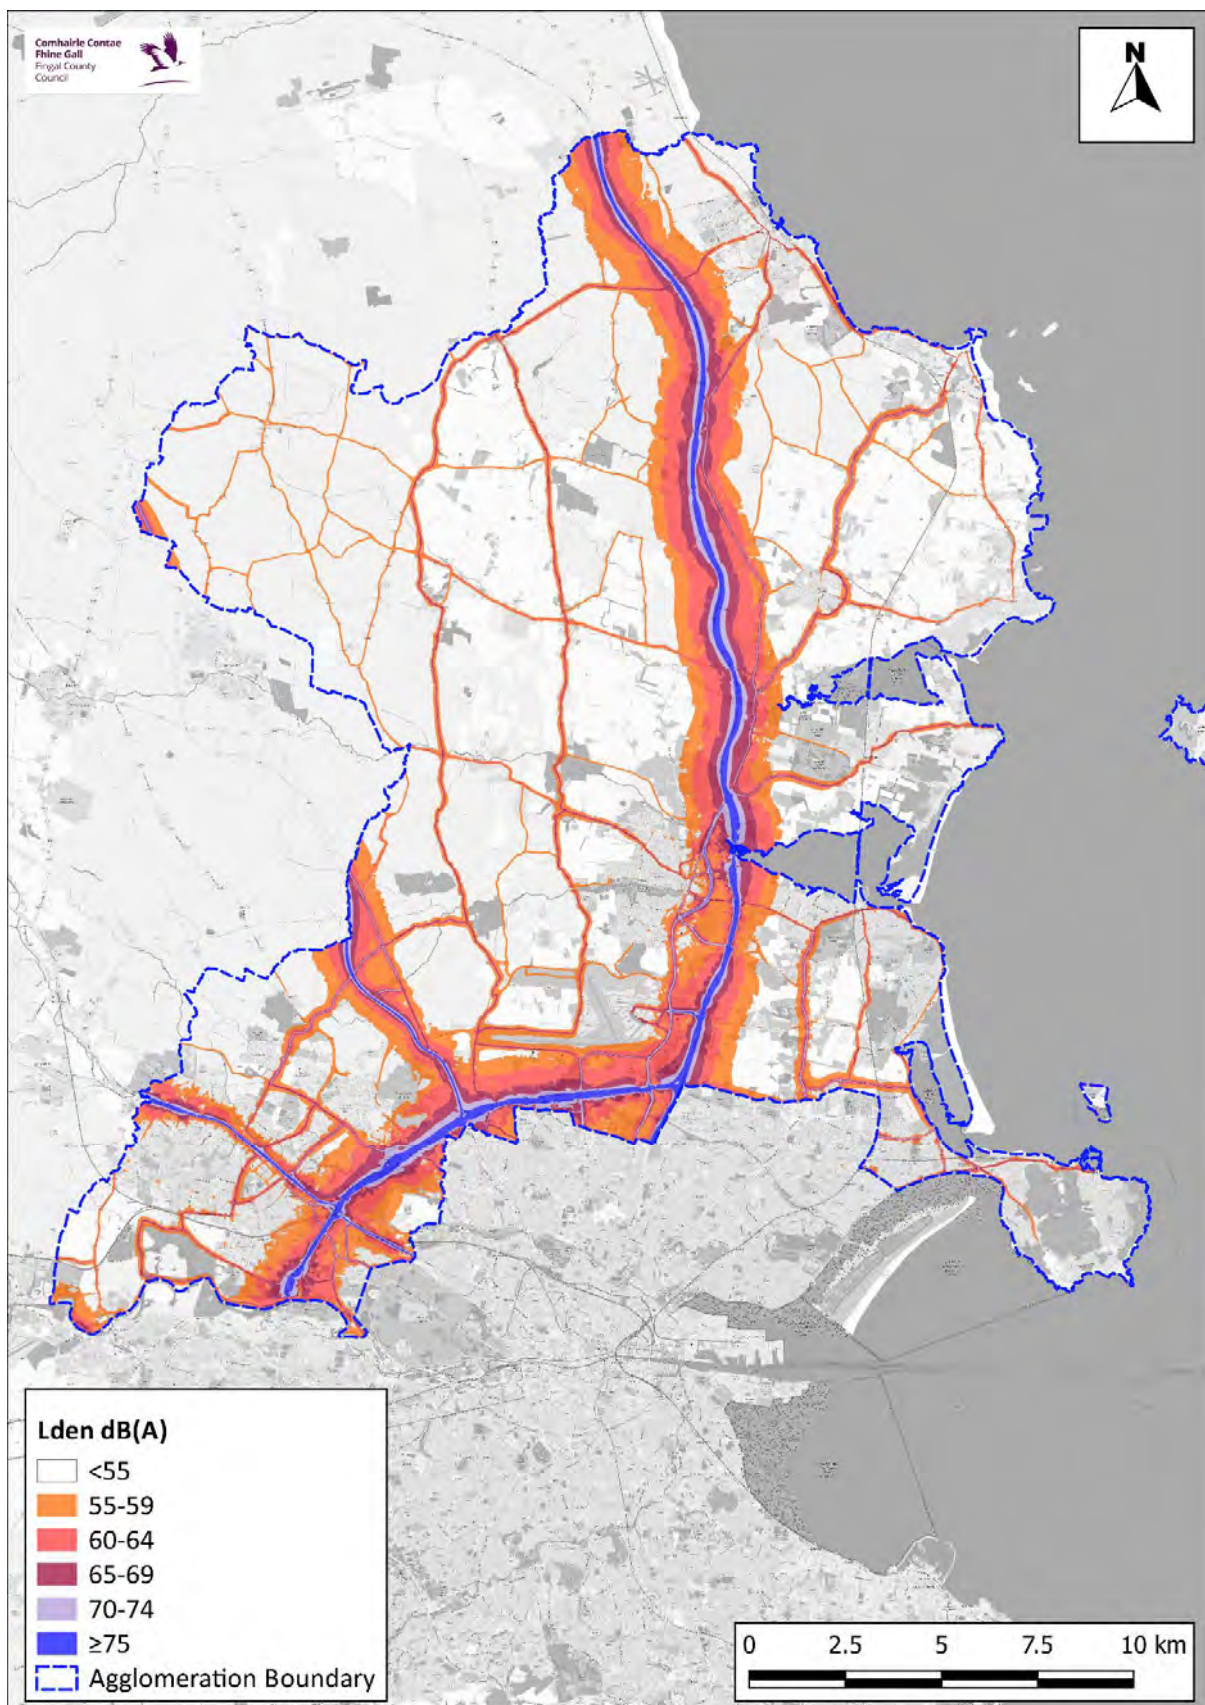 Comhairle Contae
Fhine Gall
Fingal County
Council
N
Lden dB(A)
<55
55-59
60-64
65-69
70-74
≥75
Agglomeration Boundary
0 2.5 5 7.5 10 km